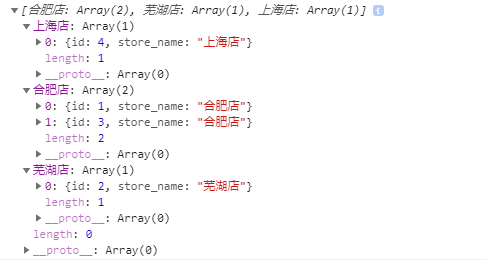 ▼[合肥店: Array(2), 芜湖店: Array(1), 上海店: Array(1)] i
▼上海店: Array(1)
▶0: {id: 4, store_name: "上海店"}
length: 1
▶__proto__: Array(0)
▼合肥店: Array(2)
▶0: {id: 1, store_name: "合肥店"}
▶1: {id: 3, store_name: "合肥店"}
length: 2
▶__proto__: Array(0)
▼芜湖店: Array(1)
▶0: {id: 2, store_name: "芜湖店"}
length: 1
▶__proto__: Array(0)
length: 0
▶__proto__: Array(0)